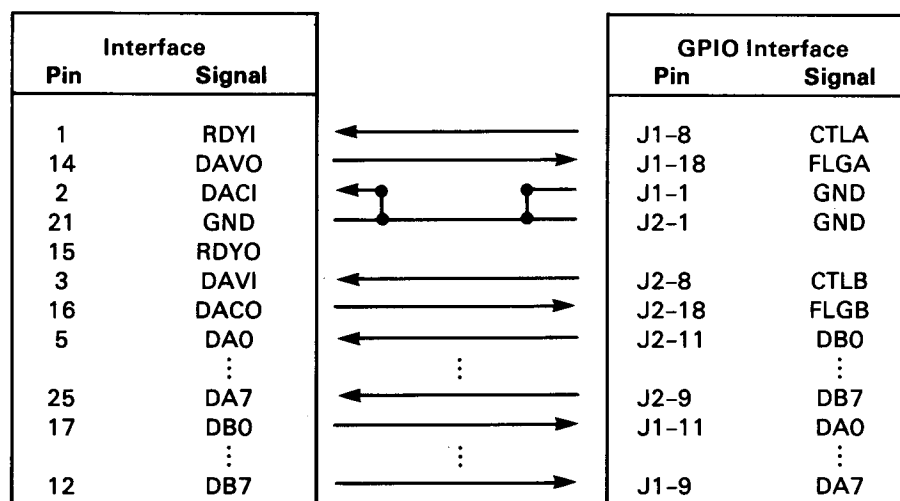 Interface GPIO Interface
Pin Signal Pin Signal
1 RDYI J1-8 CTLA
14 DAVO J1-18 FLGA
2 DACI J1-1 GND
21 GND J2-1 GND
15 RDYO
3 DAVI J2-8 CTLB
16 DACO J2-18 FLGB
5 DA0 J2-11 DB0
⋮ ⋮ ⋮
25 DA7 J2-9 DB7
17 DB0 J1-11 DA0
⋮ ⋮ ⋮
12 DB7 J1-9 DA7